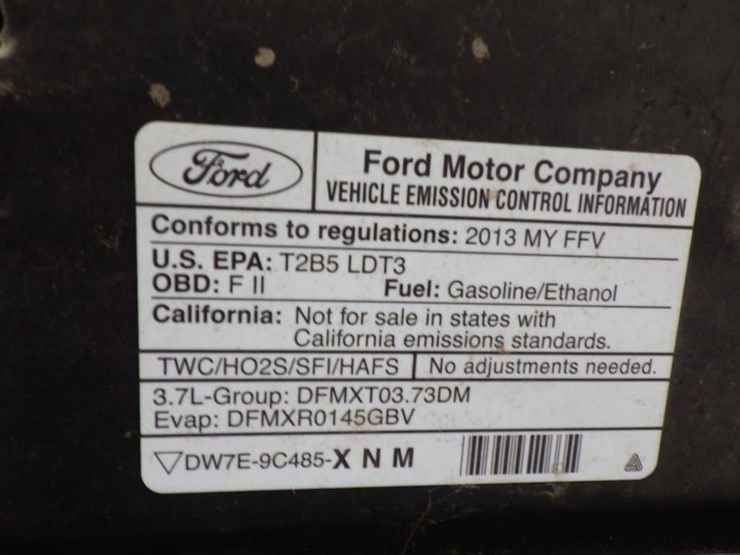 Ford
Ford Motor Company
VEHICLE EMISSION CONTROL INFORMATION
Conforms to regulations: 2013 MY FFV
U.S. EPA: T2B5 LDT3
OBD: F II Fuel: Gasoline/Ethanol
California: Not for sale in states with
California emissions standards.
TWC/HO2S/SFI/HAFS No adjustments needed.
3.7L-Group: DFMXT03.73DM
Evap: DFMXR0145GBV
DW7E-9C485-X N M